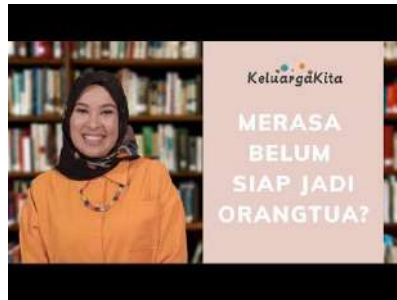 KeluargaKita
MERASA
BELUM
SIAP JADI
ORANGTUA?